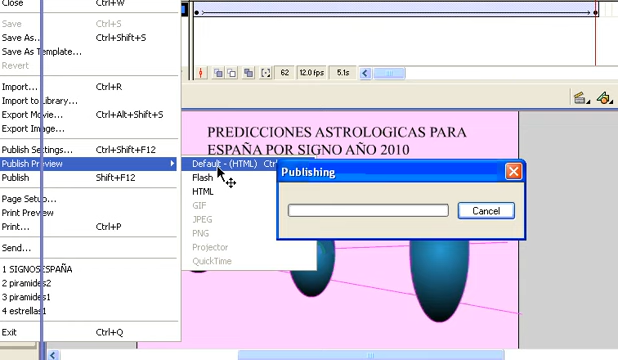 Close Ctrl+W
Save Ctrl+S
Save As... Ctrl+Shift+S
Save As Template...
Revert
Import... Ctrl+R
Import to Library...
Export Movie... Ctrl+Alt+Shift+S
Export Image...
Publish Settings... Ctrl+Shift+F12
Publish Preview
Publish Shift+F12
Page Setup...
Print Preview
Print... Ctrl+P
Send...
1 SIGNOSESPAÑA
2 piramides2
3 piramides1
4 estrellas1
Exit Ctrl+Q
Default - (HTML)
Flash
HTML
GIF
JPEG
PNG
Projector
QuickTime
62 12.0 fps 5.1s
PREDICCIONES ASTROLOGICAS PARA
ESPAÑA POR SIGNO AÑO 2010
Publishing
Cancel